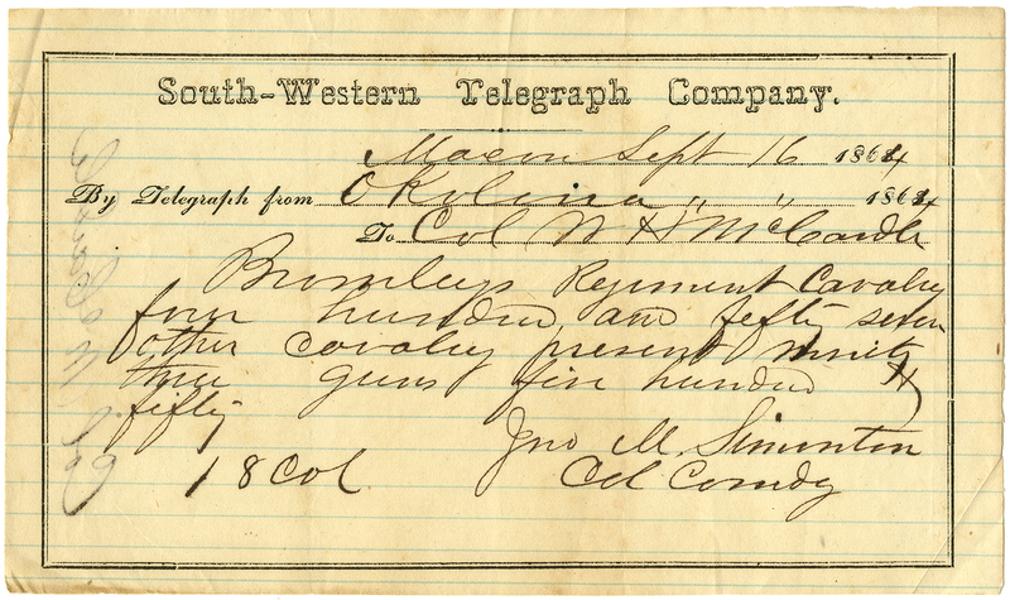 South-Western Telegraph Company.
Macon Sept 16 1864
By Telegraph from Okolona " " 1864
To Col W H McCardle
Bromleys Regiment Cavalry
four hundred and fifty seven
other cavalry present ninety
three guns five hundred
fifty
Jno M. Simonton
Col Comdg
18 Col